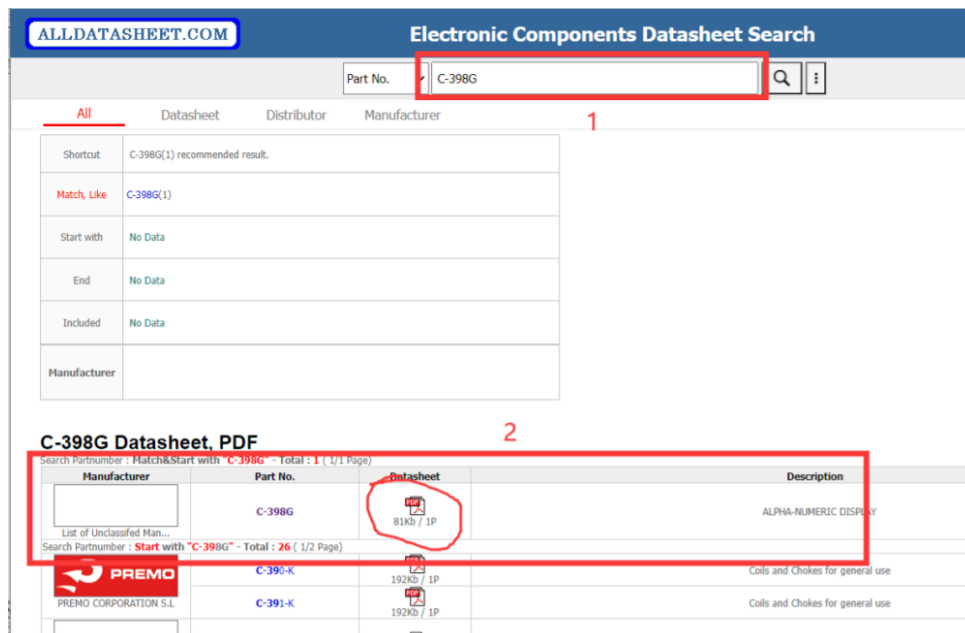 ALLDATASHEET.COM
Electronic Components Datasheet Search
Part No.
C-398G
1
All Datasheet Distributor Manufacturer
Shortcut C-398G(1) recommended result.
Match, Like C-398G(1)
Start with No Data
End No Data
Included No Data
Manufacturer
2
C-398G Datasheet, PDF
Search Partnumber : Match&Start with "C-398G" - Total : 1 ( 1/1 Page)
Manufacturer Part No. Datasheet Description
PDF
C-398G ALPHA-NUMERIC DISPLAY
81Kb / 1P
List of Unclassifed Man...
Search Partnumber : Start with "C-398G" - Total : 26 ( 1/2 Page)
PDF
PREMO C-390-K Coils and Chokes for general use
192Kb / 1P
PDF
PREMO CORPORATION S.L C-391-K Coils and Chokes for general use
192Kb / 1P